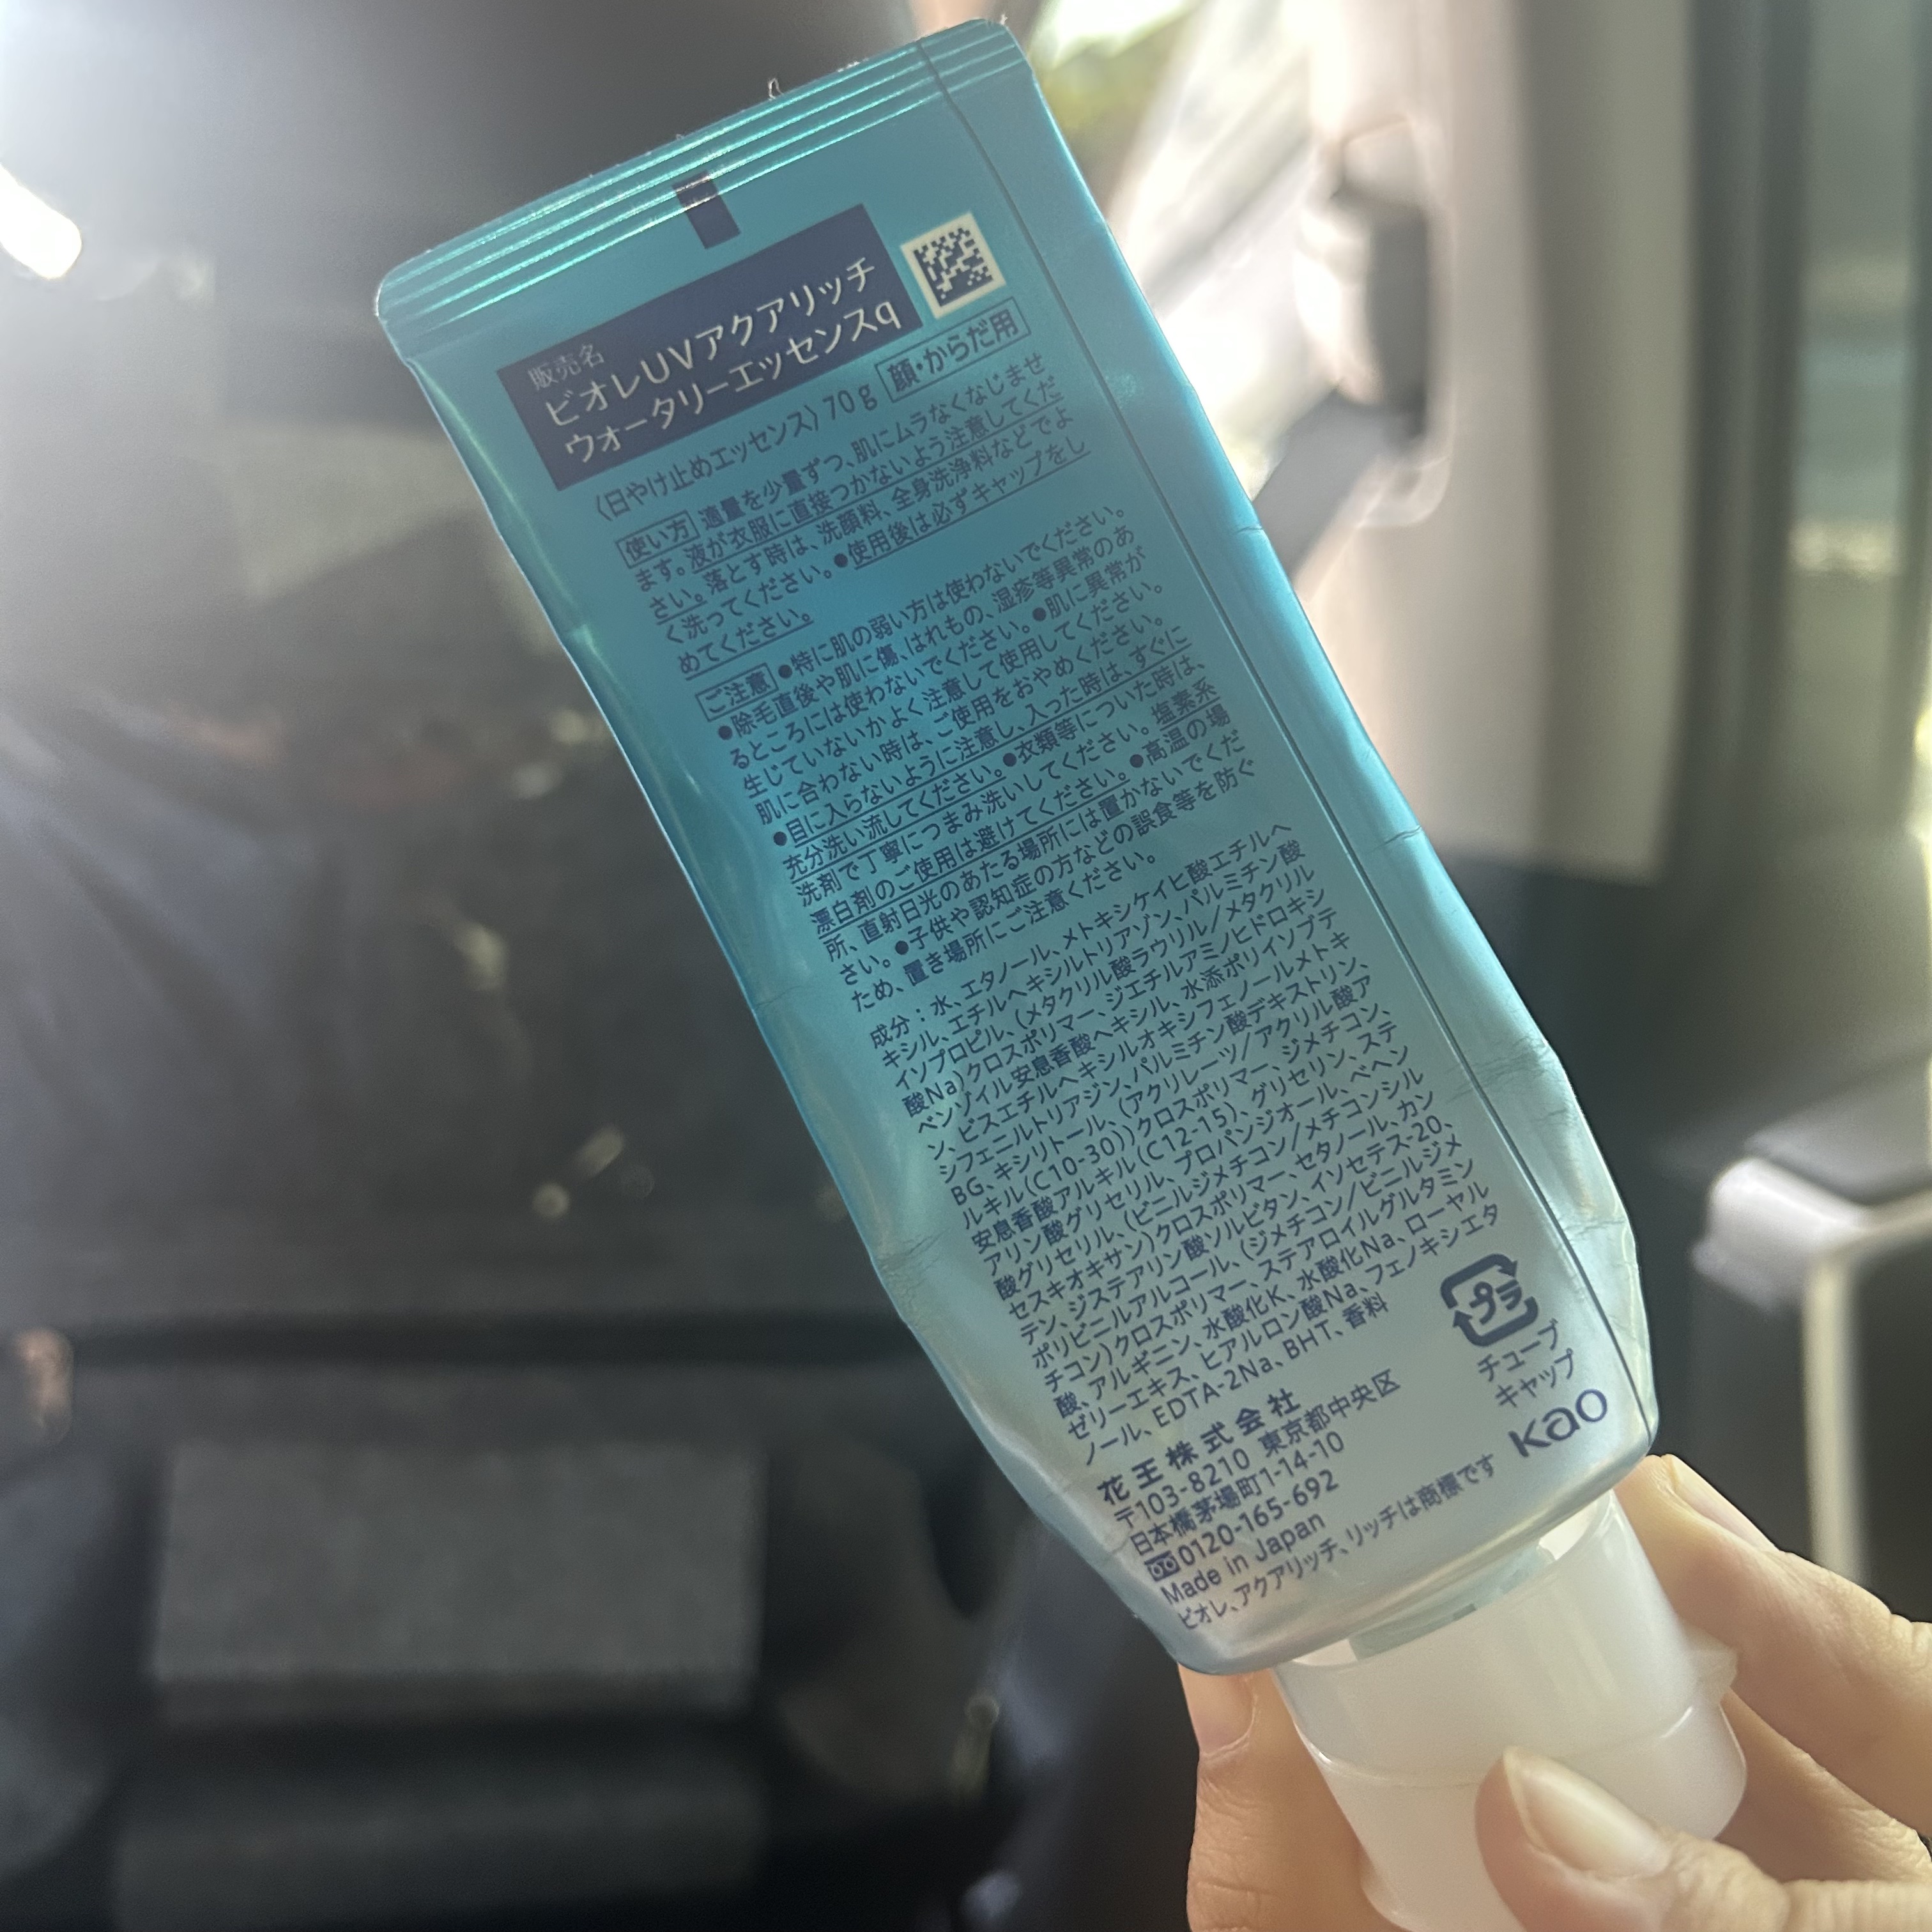 販売名
ビオレUVアクアリッチ
ウォータリーエッセンスq
〈日やけ止めエッセンス〉70g 顔・からだ用
使い方 適量を少量ずつ、肌にムラなくなじませ
ます。液が衣服に直接つかないよう注意してくだ
さい。落とす時は、洗顔料、全身洗浄料などでよ
く洗ってください。●使用後は必ずキャップをし
めてください。
ご注意 ●特に肌の弱い方は使わないでください。
●除毛直後や肌に傷、はれもの、湿疹等異常のあ
るところには使わないでください。●肌に異常が
生じていないかよく注意して使用してください。
肌に合わない時は、ご使用をおやめください。
●目に入らないように注意し、入った時は、すぐに
充分洗い流してください。●衣類等についた時は、
洗剤で丁寧につまみ洗いしてください。塩素系
漂白剤のご使用は避けてください。●高温の場
所、直射日光のあたる場所には置かないでくだ
さい。●子供や認知症の方などの誤食等を防ぐ
ため、置き場所にご注意ください。
成分：水、エタノール、メトキシケイヒ酸エチルヘ
キシル、エチルヘキシルトリアゾン、パルミチン酸
イソプロピル、(メタクリル酸ラウリル/メタクリル
酸Na)クロスポリマー、ジエチルアミノヒドロキシ
ベンゾイル安息香酸ヘキシル、水添ポリイソブテ
ン、ビスエチルヘキシルオキシフェノールメトキ
シフェニルトリアジン、パルミチン酸デキストリン、
BG、キシリトール、(アクリレーツ/アクリル酸ア
ルキル(C10-30))クロスポリマー、ジメチコン、
安息香酸アルキル(C12-15)、グリセリン、ステ
アリン酸グリセリル、プロパンジオール、ベヘン
酸グリセリル、(ビニルジメチコン/メチコンシル
セスキオキサン)クロスポリマー、セタノール、カン
テン、ジステアリン酸ソルビタン、イソセテス-20、
ポリビニルアルコール、(ジメチコン/ビニルジメ
チコン)クロスポリマー、ステアロイルグルタミン
酸、アルギニン、水酸化K、水酸化Na、ローヤル
ゼリーエキス、ヒアルロン酸Na、フェノキシエタ
ノール、EDTA-2Na、BHT、香料
花王株式会社
〒103-8210 東京都中央区
日本橋茅場町1-14-10
0120-165-692
Made in Japan
ビオレ、アクアリッチ、リッチは商標です
プラ
チューブ
キャップ
kao